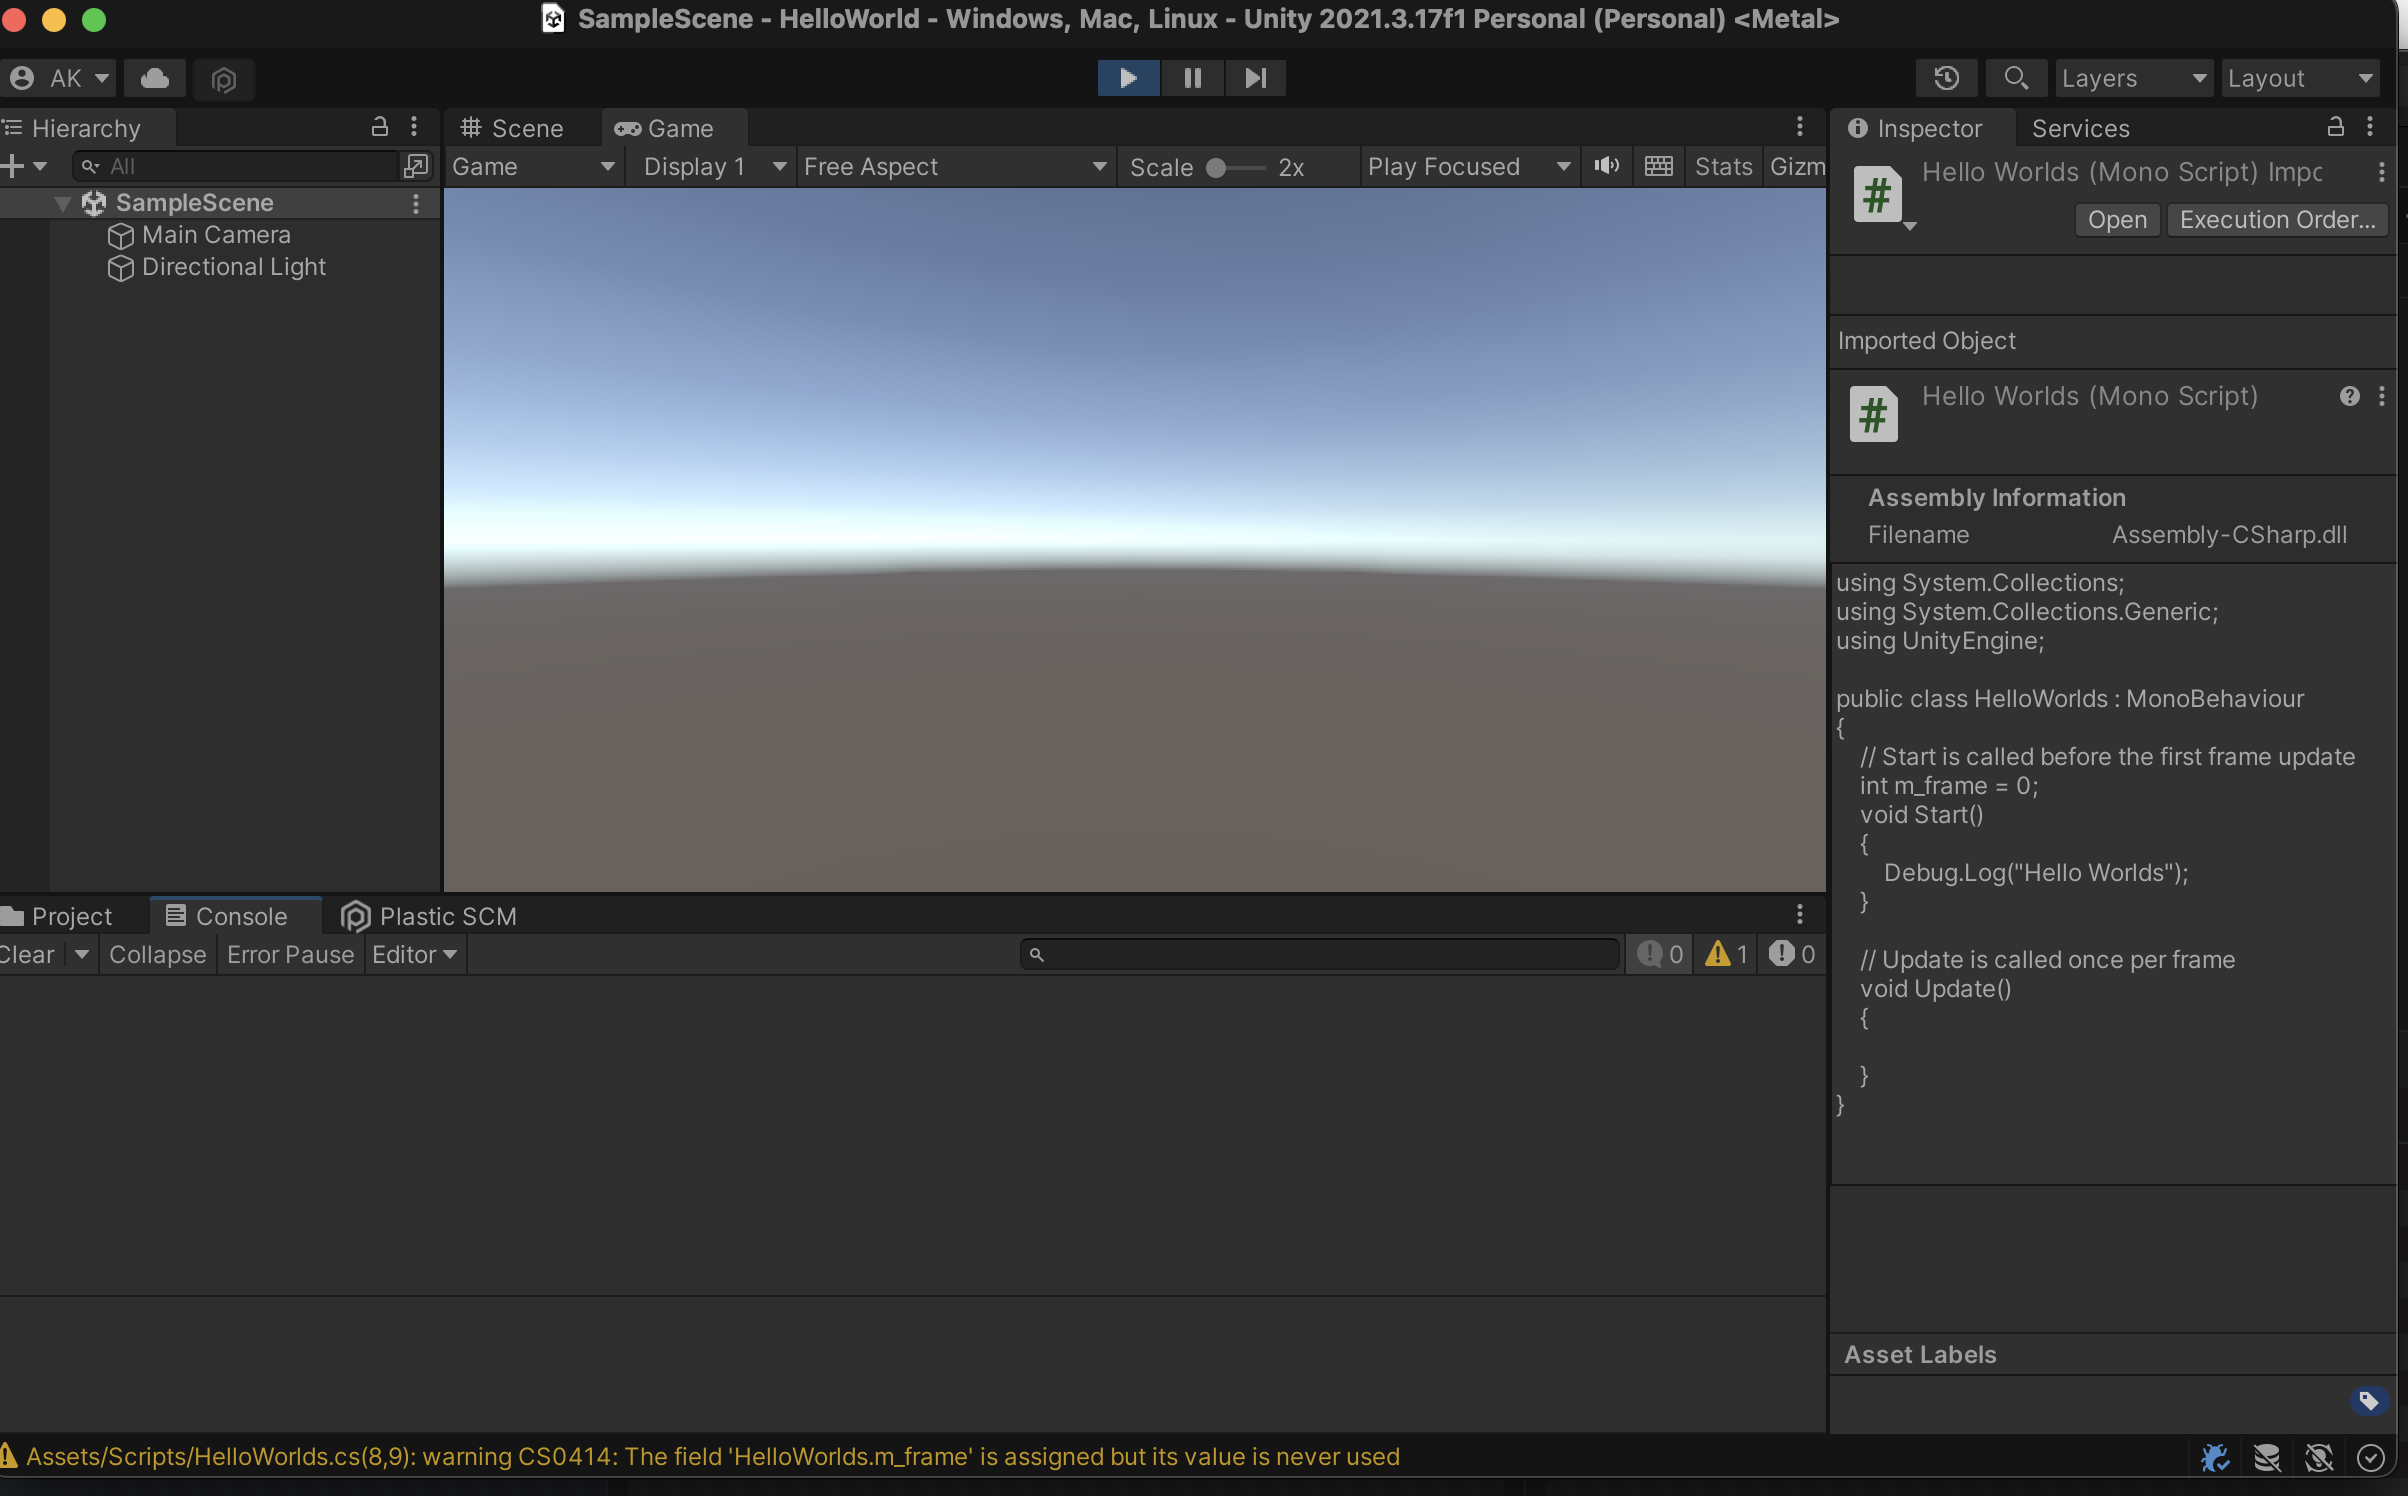 SampleScene - HelloWorld - Windows, Mac, Linux - Unity 2021.3.17f1 Personal (Personal) <Metal>
AK
Layers
Layout
Hierarchy
Scene
Game
Inspector
Services
All
Game
Display 1
Free Aspect
Scale
2x
Play Focused
Stats
Gizm
SampleScene
Main Camera
Directional Light
Hello Worlds (Mono Script) Impo
Open
Execution Order...
Imported Object
Hello Worlds (Mono Script)
Assembly Information
Filename Assembly-CSharp.dll
using System.Collections;
using System.Collections.Generic;
using UnityEngine;
public class HelloWorlds : MonoBehaviour
{
// Start is called before the first frame update
int m_frame = 0;
void Start()
{
Debug.Log("Hello Worlds");
}
// Update is called once per frame
void Update()
{
}
}
Project
Console
Plastic SCM
Clear
Collapse
Error Pause
Editor
0
1
0
Asset Labels
Assets/Scripts/HelloWorlds.cs(8,9): warning CS0414: The field 'HelloWorlds.m_frame' is assigned but its value is never used